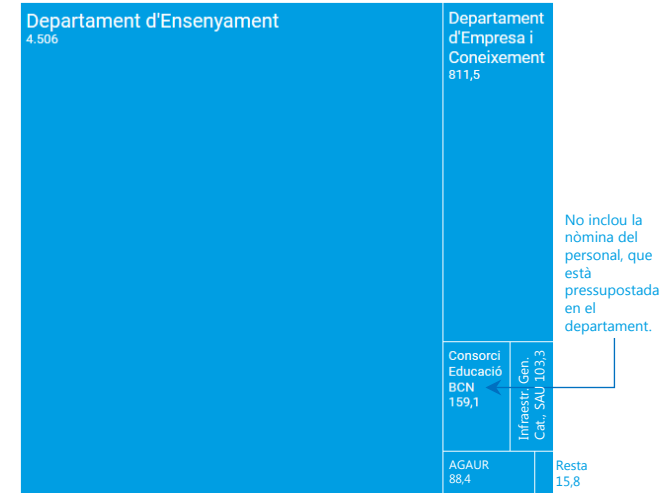 Departament d'Ensenyament
4.506
Departament
d'Empresa i
Coneixement
811,5
No inclou la
nòmina del
personal, que
està
pressupostada
en el
departament.
Consorci
Educació
BCN
159,1
Infraestr. Gen.
Cat., SAU 103,3
AGAUR
88,4
Resta
15,8